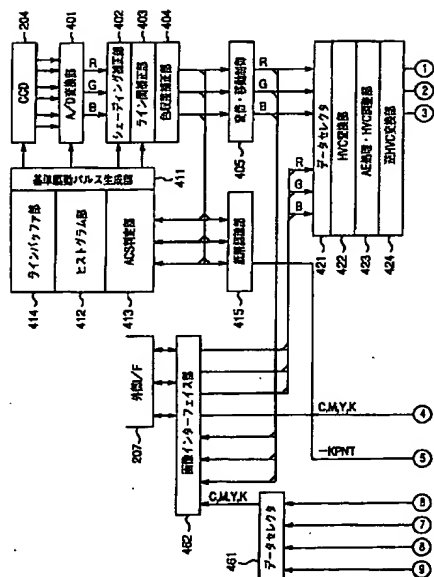 204
CCD
401
A/D変換部
R
G
B
402
シェーディング補正部
403
ライン間補正部
404
色収差補正部
R
G
B
405
変倍・移動制御
基準駆動パルス生成部
411
ラインバッファ部
414
ヒストグラム部
412
ACS判定部
413
415
R
G
B
データセレクタ
421
HVC変換部
422
AE処理・HVC調整部
423
逆HVC変換部
424
①
②
③
外部I/F
207
画像インターフェイス部
462
C,M,Y,K
④
-KPNT
⑤
C,M,Y,K
データセレクタ
461
⑥
⑦
⑧
⑨